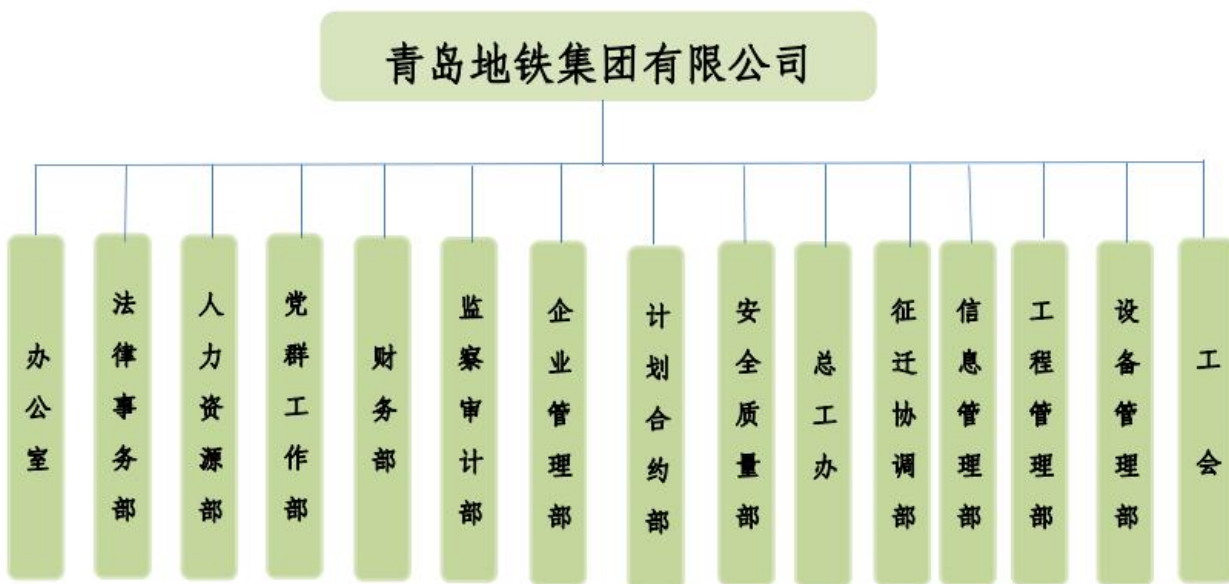 青岛地铁集团有限公司
办公室
法律事务部
人力资源部
党群工作部
财务部
监察审计部
企业管理部
计划合约部
安全质量部
总工办
征迁协调部
信息管理部
工程管理部
设备管理部
工会